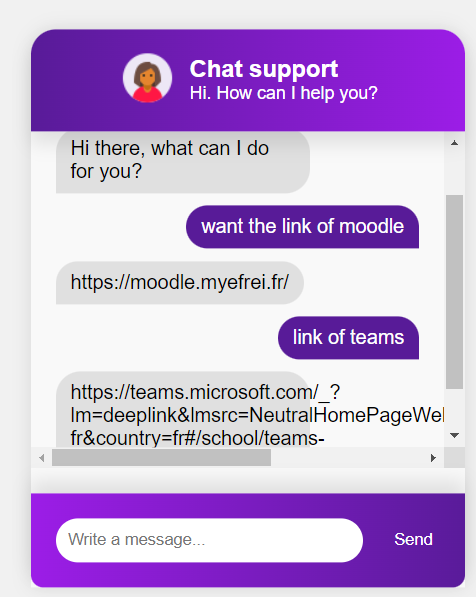 Chat support
Hi. How can I help you?
Hi there, what can I do
for you?
want the link of moodle
https://moodle.myefrei.fr/
link of teams
https://teams.microsoft.com/_?
lm=deeplink&lmsrc=NeutralHomePageWel
fr&country=fr#/school/teams-
Write a message...
Send